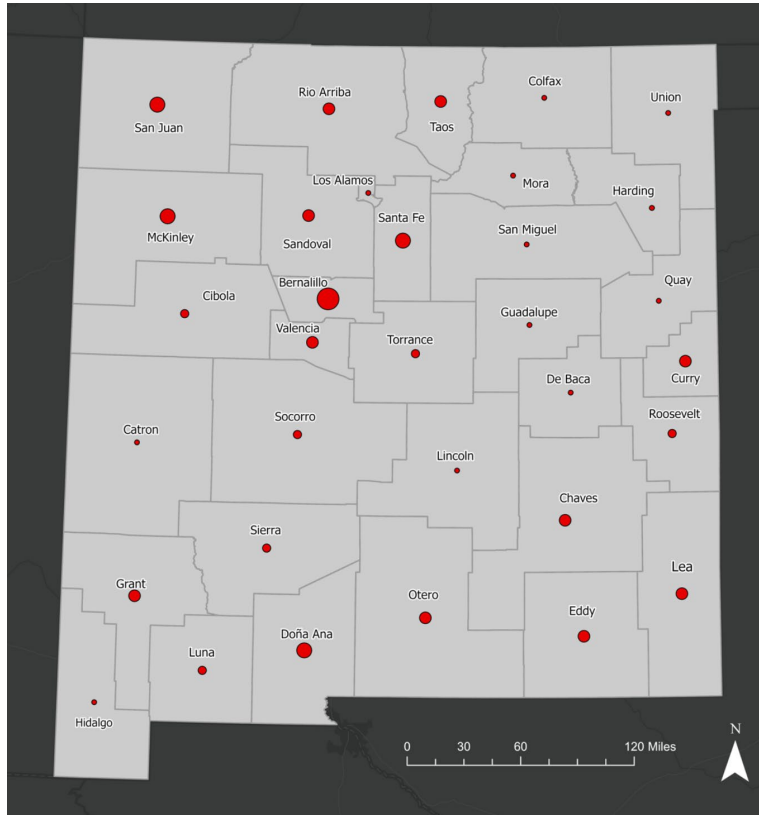 Colfax
Rio Arriba
Union
San Juan
Taos
Los Alamos
Mora
Harding
Santa Fe
McKinley
Sandoval
San Miguel
Quay
Bernalillo
Cibola
Guadalupe
Valencia
Torrance
De Baca
Curry
Roosevelt
Socorro
Catron
Lincoln
Chaves
Sierra
Lea
Grant
Otero
Eddy
Doña Ana
Luna
Hidalgo
N
0 30 60 120 Miles